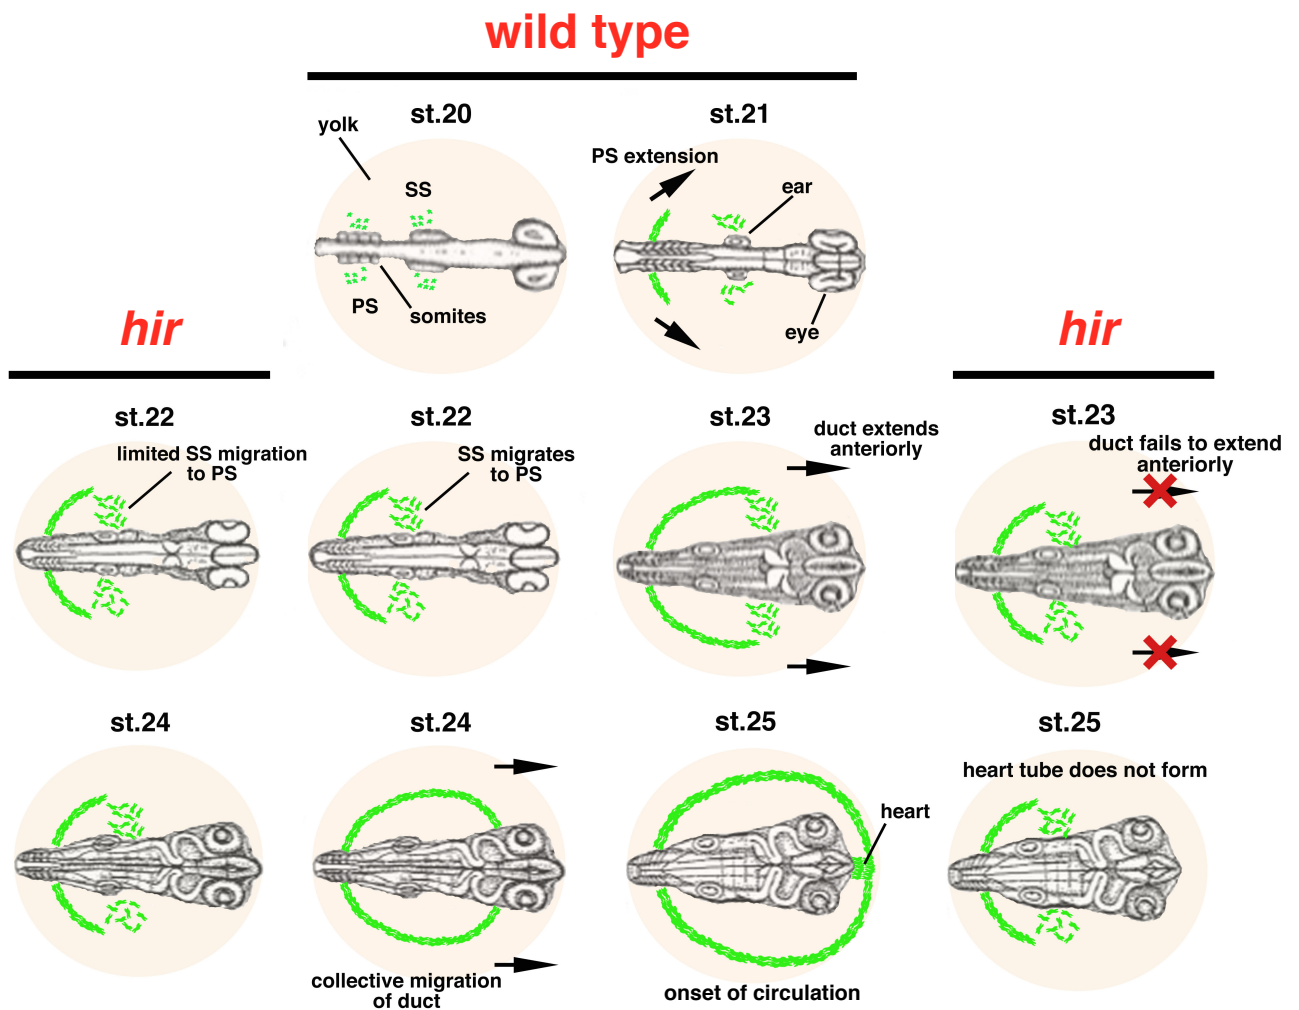 wild type
st.20
st.21
yolk
SS
PS
somites
PS extension
ear
eye
hir
hir
st.22
limited SS migration
to PS
st.22
SS migrates
to PS
st.23
duct extends
anteriorly
st.23
duct fails to extend
anteriorly
st.24
st.24
collective migration
of duct
st.25
heart
onset of circulation
st.25
heart tube does not form